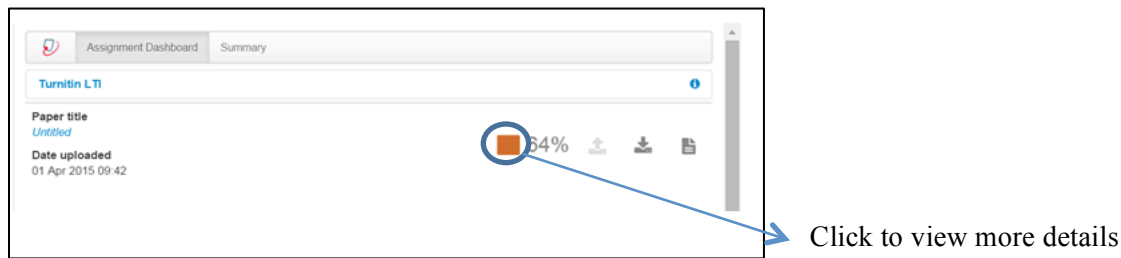 Assignment Dashboard Summary
Turnitin LTI
Paper title
Untitled
64%
Date uploaded
01 Apr 2015 09:42
Click to view more details